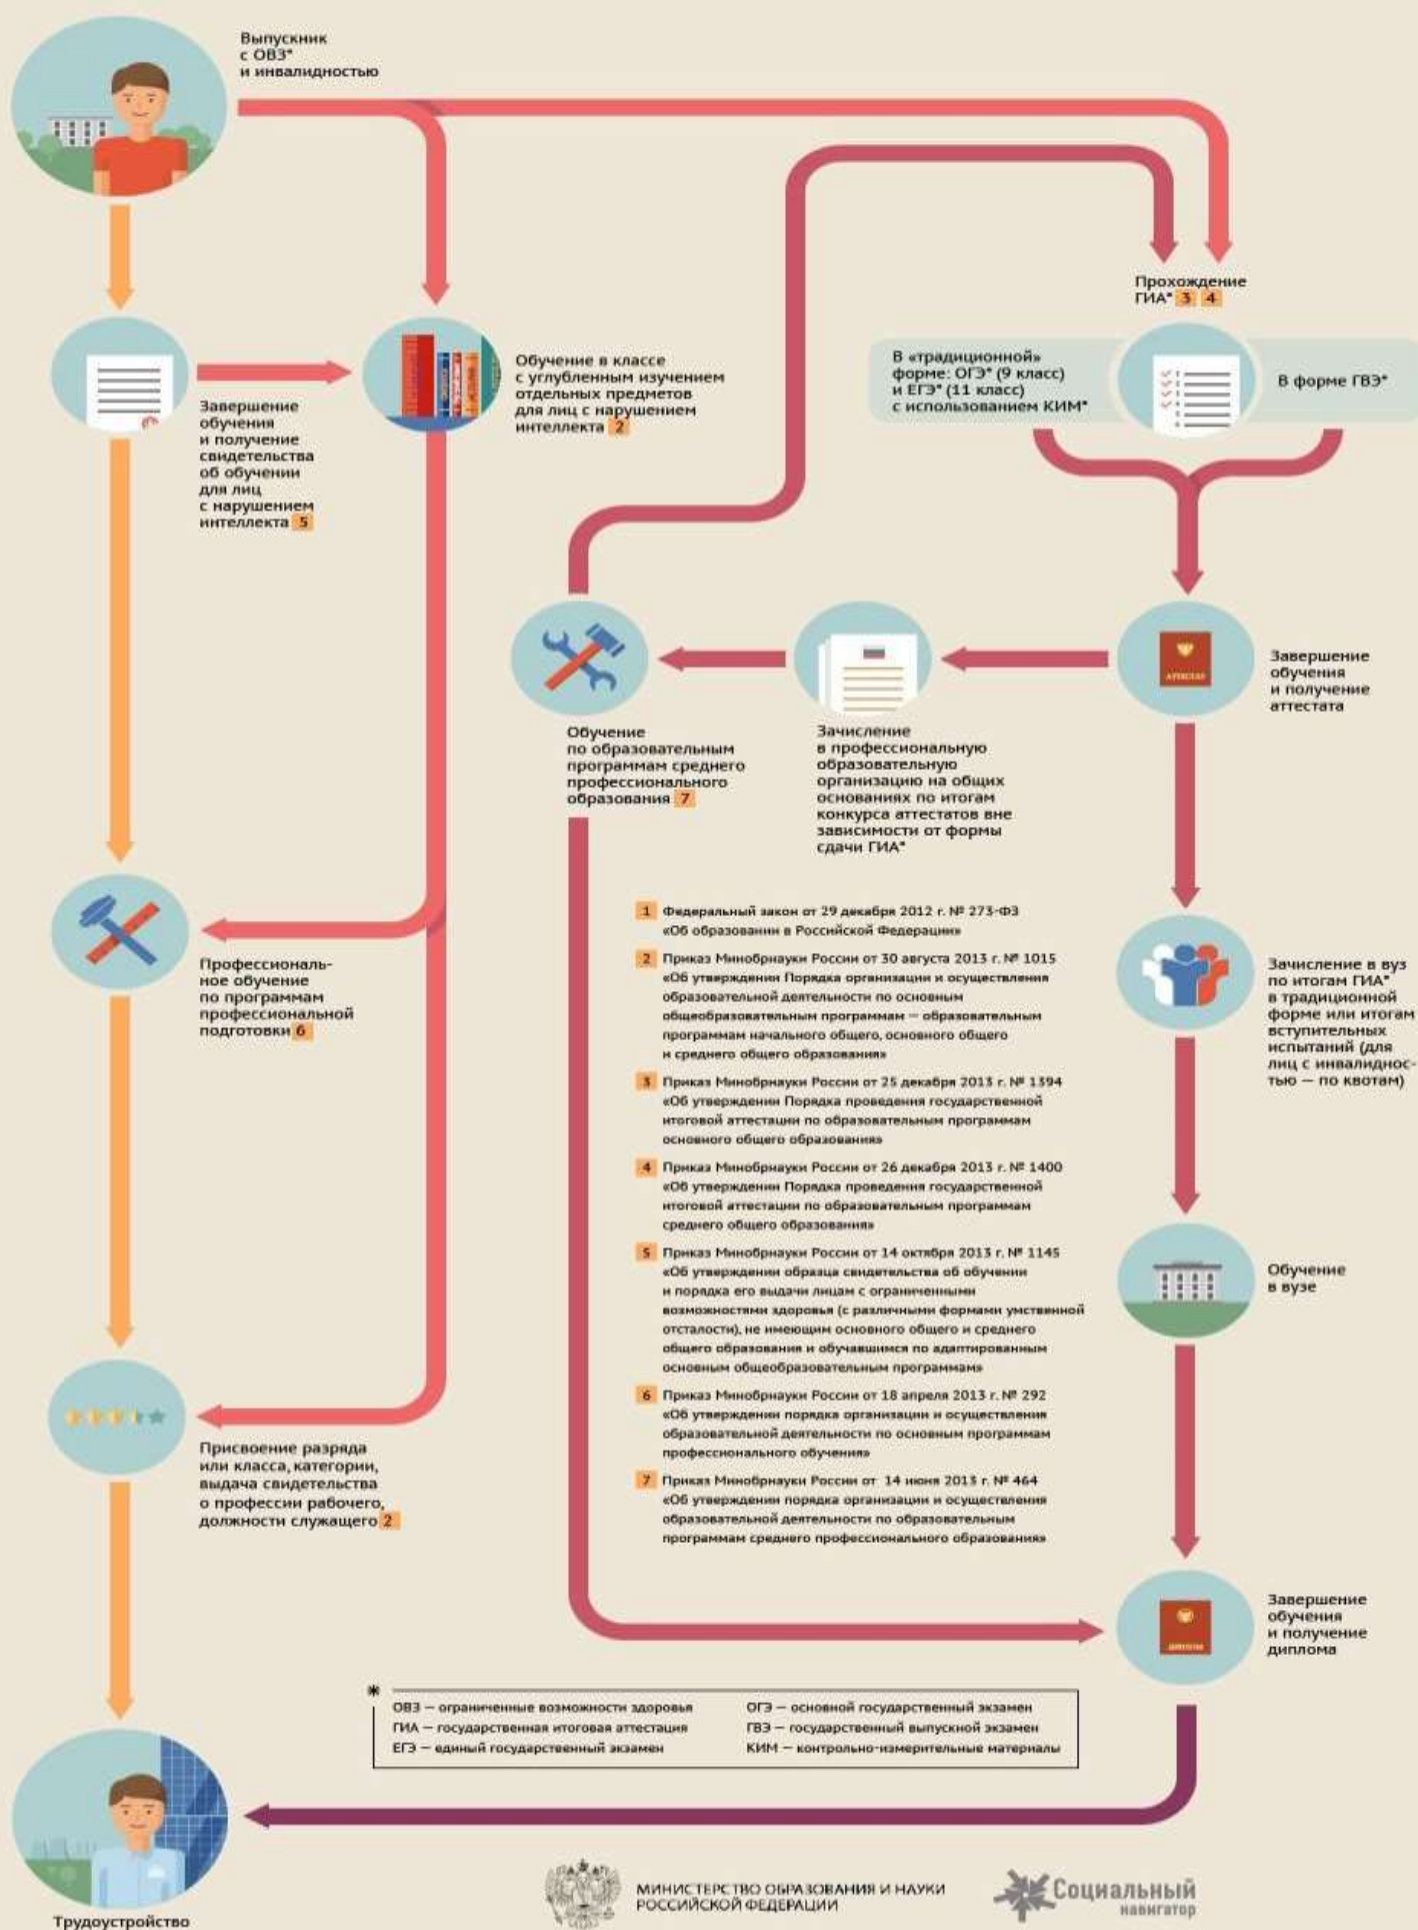 Выпускник
с ОВЗ*
и инвалидностью
Прохождение
ГИА* 3 4
В «традиционной»
форме: ОГЭ* (9 класс)
и ЕГЭ* (11 класс)
с использованием КИМ*
В форме ГВЭ*
Обучение в классе
с углубленным изучением
отдельных предметов
для лиц с нарушением
интеллекта 2
Завершение
обучения
и получение
свидетельства
об обучении
для лиц
с нарушением
интеллекта 5
АТТЕСТАТ
Завершение
обучения
и получение
аттестата
Зачисление
в профессиональную
образовательную
организацию на общих
основаниях по итогам
конкурса аттестатов вне
зависимости от формы
сдачи ГИА*
Обучение
по образовательным
программам среднего
профессионального
образования 7
Профессиональ-
ное обучение
по программам
профессиональной
подготовки 6
1 Федеральный закон от 29 декабря 2012 г. № 273-ФЗ
«Об образовании в Российской Федерации»
2 Приказ Минобрнауки России от 30 августа 2013 г. № 1015
«Об утверждении Порядка организации и осуществления
образовательной деятельности по основным
общеобразовательным программам — образовательным
программам начального общего, основного общего
и среднего общего образования»
3 Приказ Минобрнауки России от 25 декабря 2013 г. № 1394
«Об утверждении Порядка проведения государственной
итоговой аттестации по образовательным программам
основного общего образования»
4 Приказ Минобрнауки России от 26 декабря 2013 г. № 1400
«Об утверждении Порядка проведения государственной
итоговой аттестации по образовательным программам
среднего общего образования»
5 Приказ Минобрнауки России от 14 октября 2013 г. № 1145
«Об утверждении образца свидетельства об обучении
и порядка его выдачи лицам с ограниченными
возможностями здоровья (с различными формами умственной
отсталости), не имеющим основного общего и среднего
общего образования и обучавшимся по адаптированным
основным общеобразовательным программам»
6 Приказ Минобрнауки России от 18 апреля 2013 г. № 292
«Об утверждении порядка организации и осуществления
образовательной деятельности по основным программам
профессионального обучения»
7 Приказ Минобрнауки России от 14 июня 2013 г. № 464
«Об утверждении порядка организации и осуществления
образовательной деятельности по образовательным
программам среднего профессионального образования»
Зачисление в вуз
по итогам ГИА*
в традиционной
форме или итогам
вступительных
испытаний (для
лиц с инвалиднос-
тью — по квотам)
Обучение
в вузе
Присвоение разряда
или класса, категории,
выдача свидетельства
о профессии рабочего,
должности служащего 2
ДИПЛОМ
Завершение
обучения
и получение
диплома
*
ОВЗ — ограниченные возможности здоровья
ГИА — государственная итоговая аттестация
ЕГЭ — единый государственный экзамен
ОГЭ — основной государственный экзамен
ГВЭ — государственный выпускной экзамен
КИМ — контрольно-измерительные материалы
Трудоустройство
МИНИСТЕРСТВО ОБРАЗОВАНИЯ И НАУКИ
РОССИЙСКОЙ ФЕДЕРАЦИИ
Социальный
навигатор